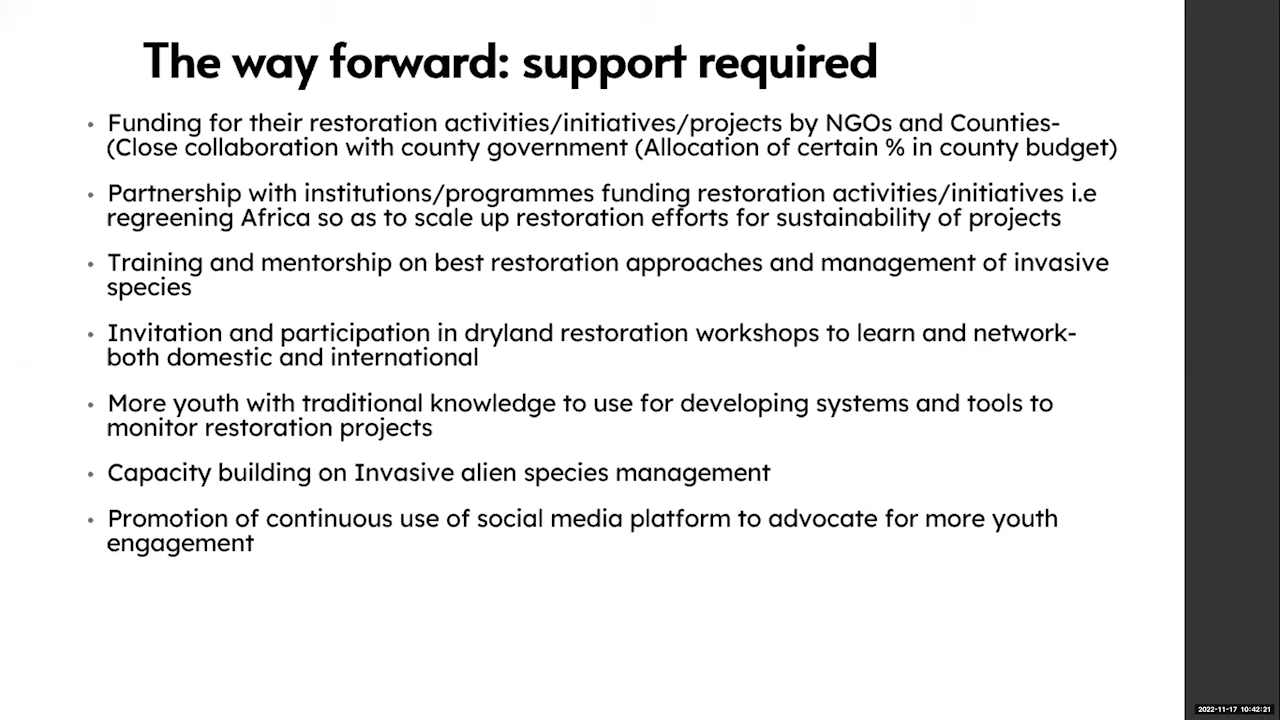 The way forward: support required
• Funding for their restoration activities/initiatives/projects by NGOs and Counties-
(Close collaboration with county government (Allocation of certain % in county budget)
• Partnership with institutions/programmes funding restoration activities/initiatives i.e
regreening Africa so as to scale up restoration efforts for sustainability of projects
• Training and mentorship on best restoration approaches and management of invasive
species
• Invitation and participation in dryland restoration workshops to learn and network-
both domestic and international
• More youth with traditional knowledge to use for developing systems and tools to
monitor restoration projects
• Capacity building on Invasive alien species management
• Promotion of continuous use of social media platform to advocate for more youth
engagement
2022-11-17 10:42:21